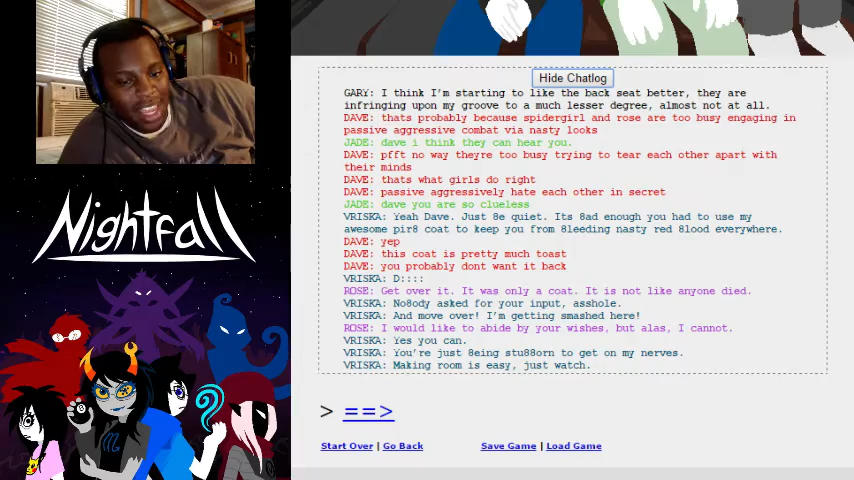 Hide Chatlog
GARY: I think I'm starting to like the back seat better, they are
infringing upon my groove to a much lesser degree, almost not at all.
DAVE: thats probably because spidergirl and rose are too busy engaging in
passive aggressive combat via nasty looks
JADE: dave i think they can hear you.
DAVE: pfft no way theyre too busy trying to tear each other apart with
their minds
DAVE: thats what girls do right
DAVE: passive aggressively hate each other in secret
JADE: dave you are so clueless
VRISKA: Yeah Dave. Just 8e quiet. Its 8ad enough you had to use my
awesome pir8 coat to keep you from 8leeding nasty red 8lood everywhere.
DAVE: yep
DAVE: this coat is pretty much toast
DAVE: you probably dont want it back
VRISKA: D::::
ROSE: Get over it. It was only a coat. It is not like anyone died.
VRISKA: No8ody asked for your input, asshole.
VRISKA: And move over! I'm getting smashed here!
ROSE: I would like to abide by your wishes, but alas, I cannot.
VRISKA: Yes you can.
VRISKA: You're just 8eing stu88orn to get on my nerves.
VRISKA: Making room is easy, just watch.
> ==>
Start Over | Go Back Save Game | Load Game
Nightfall